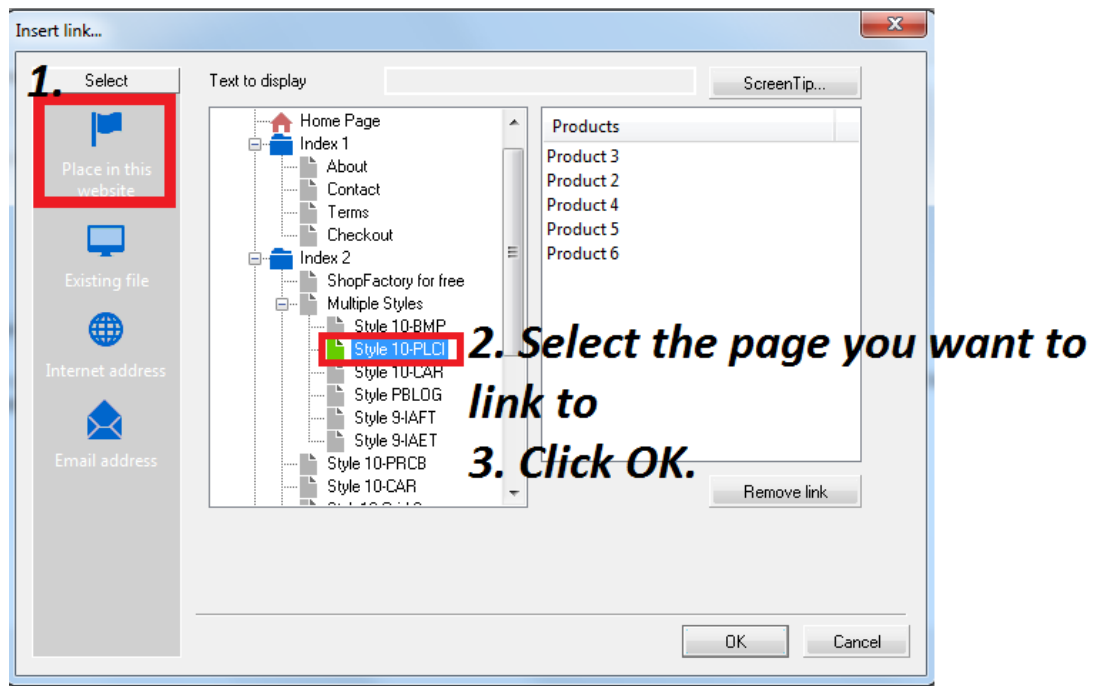 Insert link...
1.
Select
Text to display
ScreenTip...
Place in this
website
Existing file
Internet address
Email address
Home Page
Index 1
About
Contact
Terms
Checkout
Index 2
ShopFactory for free
Multiple Styles
Style 10-BMP
Style 10-PLCI
Style 10-CAR
Style PBLOG
Style 9-IAFT
Style 9-IAET
Style 10-PRCB
Style 10-CAR
Products
Product 3
Product 2
Product 4
Product 5
Product 6
2. Select the page you want to
link to
3. Click OK.
Remove link
OK
Cancel